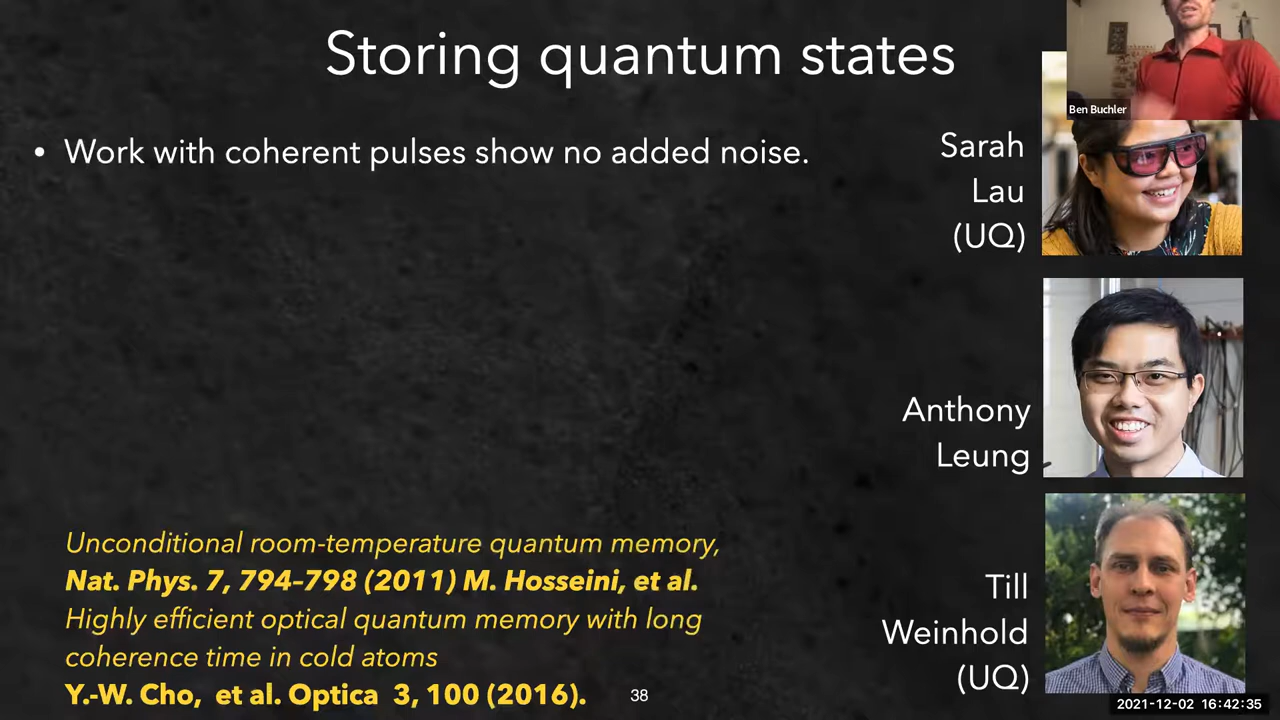 Storing quantum states
Ben Buchler
• Work with coherent pulses show no added noise.
Sarah
Lau
(UQ)
Anthony
Leung
Unconditional room-temperature quantum memory,
Nat. Phys. 7, 794–798 (2011) M. Hosseini, et al.
Highly efficient optical quantum memory with long
coherence time in cold atoms
Y.-W. Cho, et al. Optica 3, 100 (2016).
Till
Weinhold
(UQ)
38
2021-12-02 16:42:35